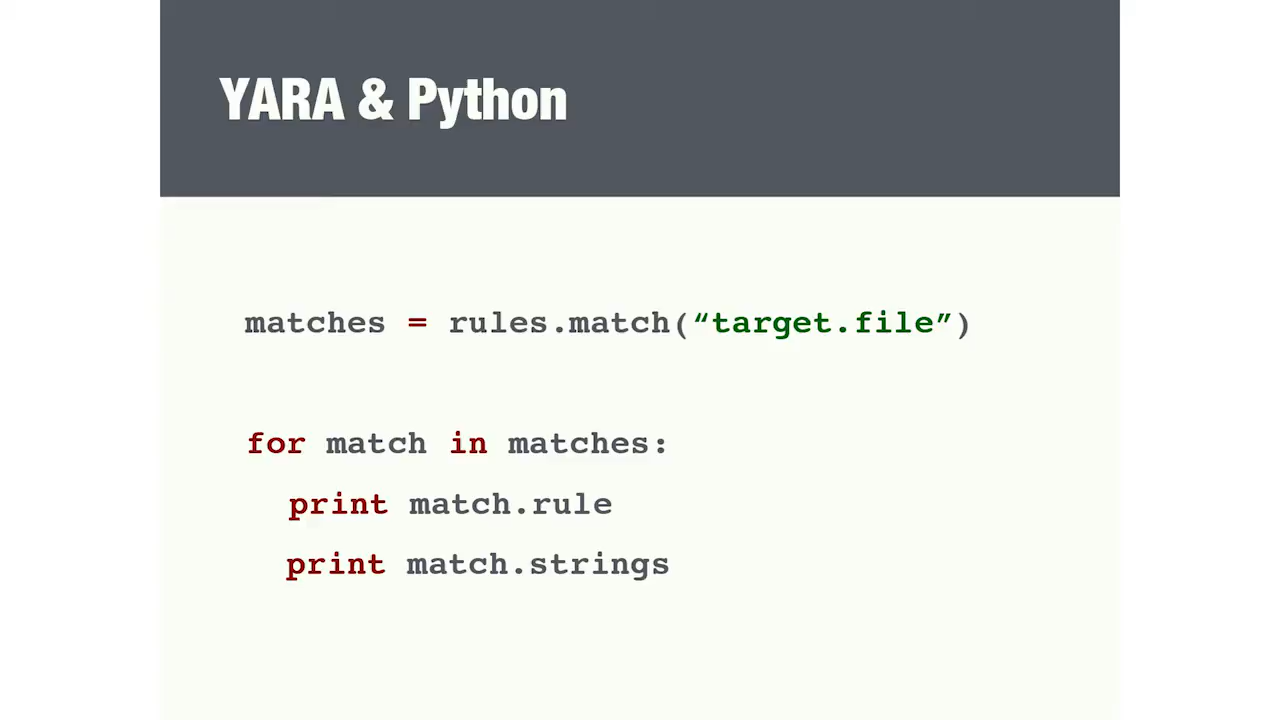 YARA & Python
matches = rules.match(“target.file”)
for match in matches:
print match.rule
print match.strings